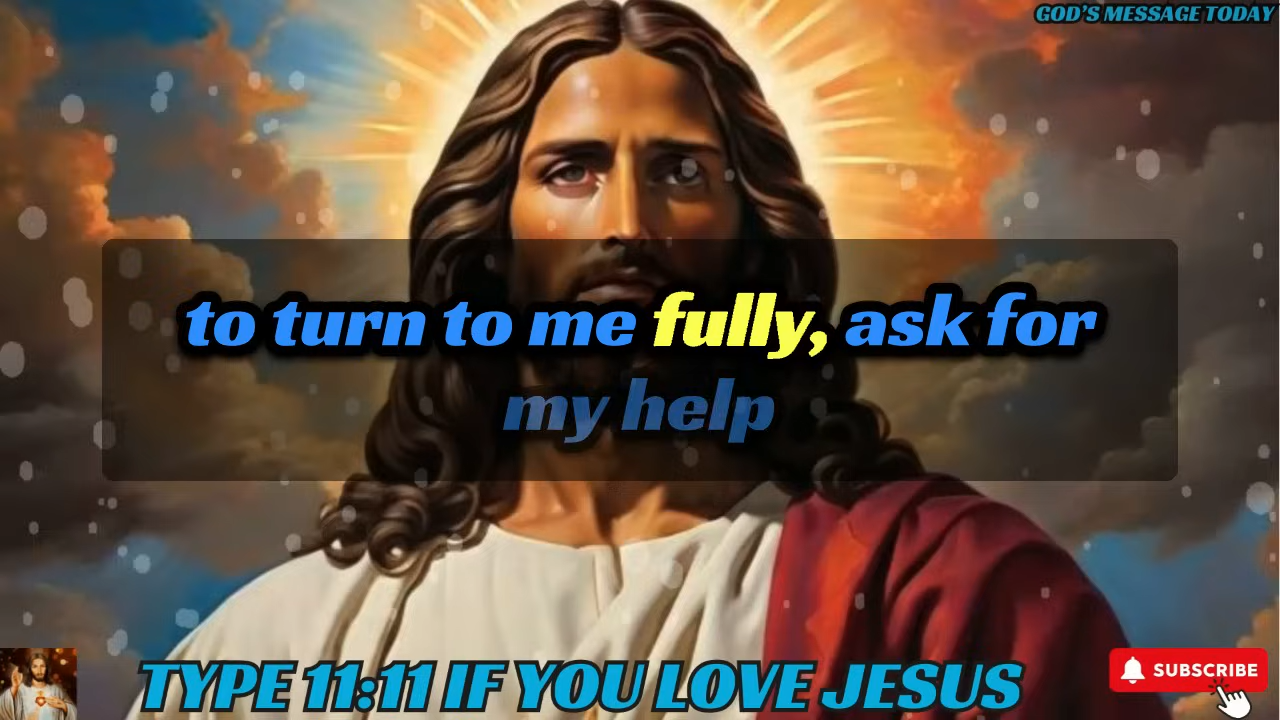 GOD'S MESSAGE TODAY
to turn to me fully, ask for
my help
TYPE 11:11 IF YOU LOVE JESUS
SUBSCRIBE